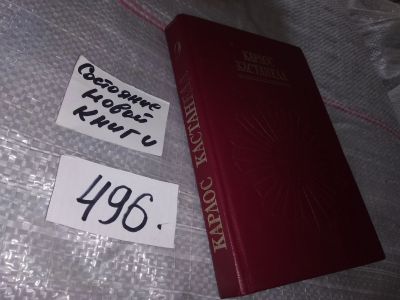 Состояние
новой
книги
496.
КАРЛОС КАСТАНЕДА
КАРЛОС
КАСТАНЕДА